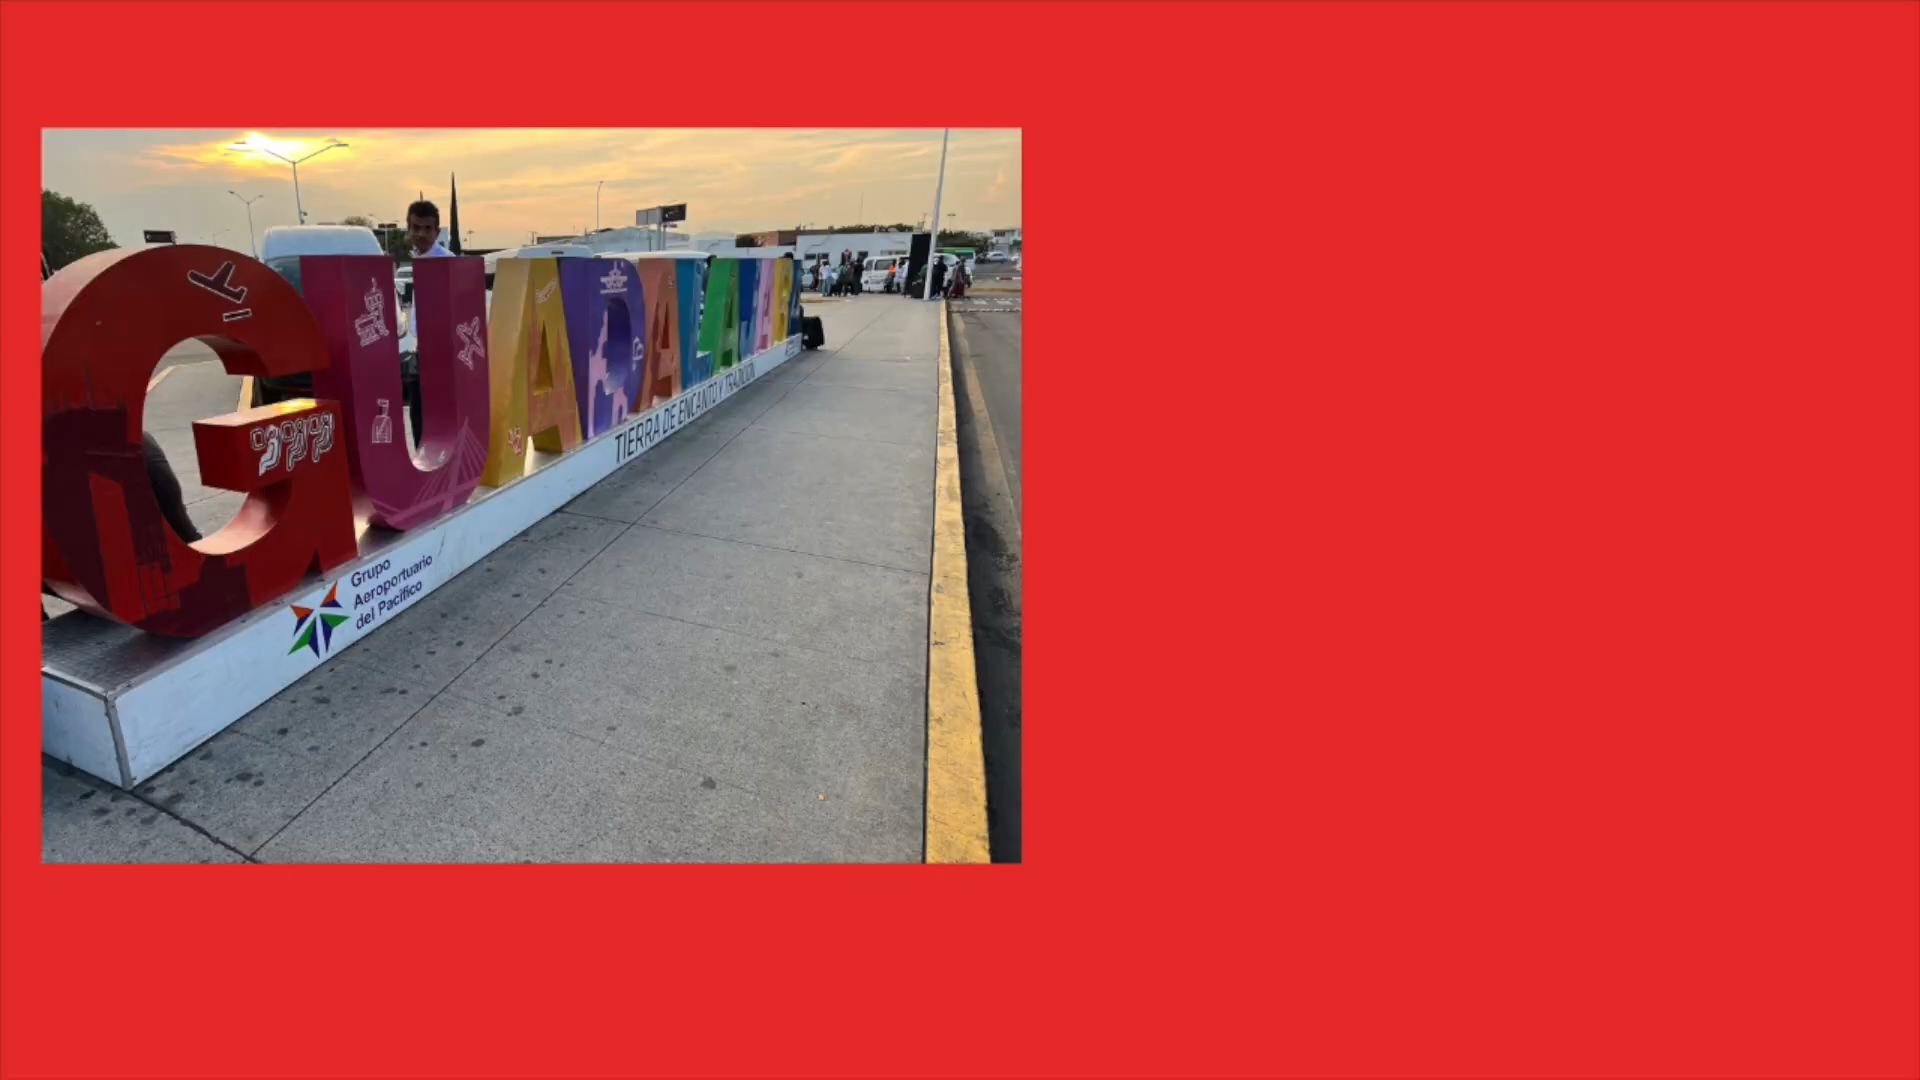 GUADALAJARA
TIERRA DE ENCANTO Y TRADICIÓN
Grupo
Aeroportuario
del Pacífico